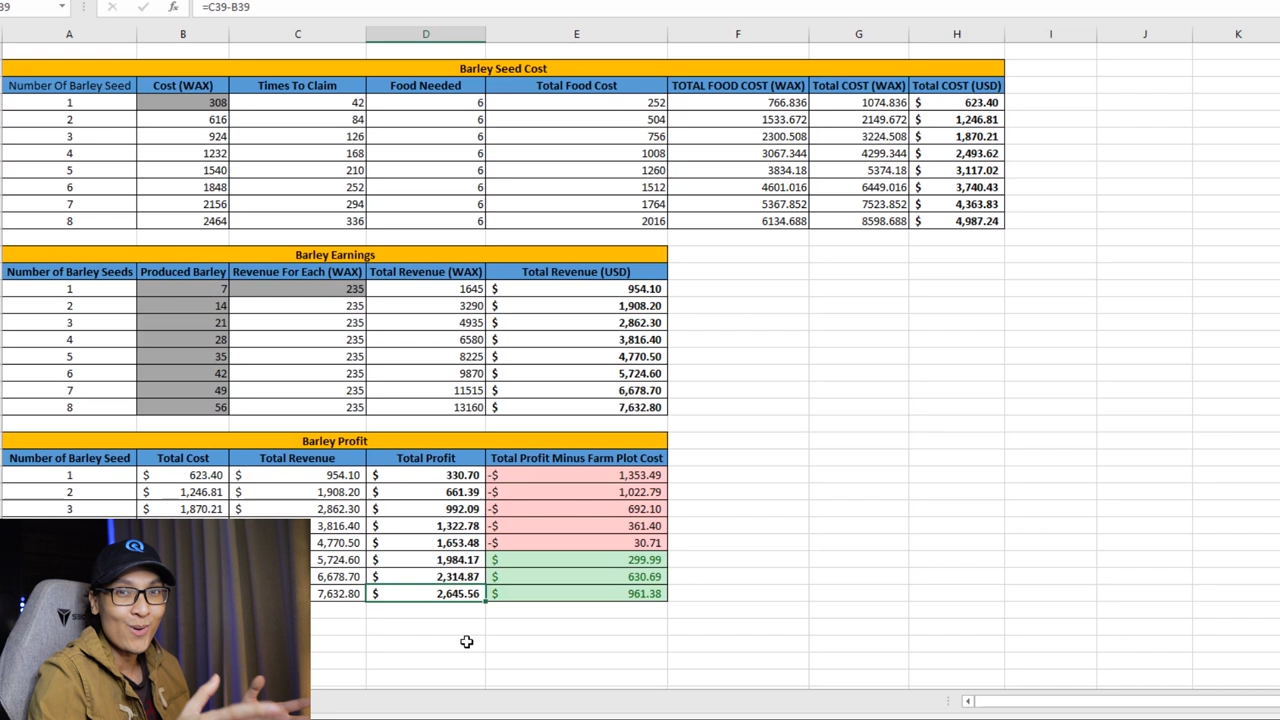 39 =C39-B39
A B C D E F G H I J K
Barley Seed Cost
Number Of Barley Seed Cost (WAX) Times To Claim Food Needed Total Food Cost TOTAL FOOD COST (WAX) Total COST (WAX) Total COST (USD)
1 308 42 6 252 766.836 1074.836 $ 623.40
2 616 84 6 504 1533.672 2149.672 $ 1,246.81
3 924 126 6 756 2300.508 3224.508 $ 1,870.21
4 1232 168 6 1008 3067.344 4299.344 $ 2,493.62
5 1540 210 6 1260 3834.18 5374.18 $ 3,117.02
6 1848 252 6 1512 4601.016 6449.016 $ 3,740.43
7 2156 294 6 1764 5367.852 7523.852 $ 4,363.83
8 2464 336 6 2016 6134.688 8598.688 $ 4,987.24
Barley Earnings
Number of Barley Seeds Produced Barley Revenue For Each (WAX) Total Revenue (WAX) Total Revenue (USD)
1 7 235 1645 $ 954.10
2 14 235 3290 $ 1,908.20
3 21 235 4935 $ 2,862.30
4 28 235 6580 $ 3,816.40
5 35 235 8225 $ 4,770.50
6 42 235 9870 $ 5,724.60
7 49 235 11515 $ 6,678.70
8 56 235 13160 $ 7,632.80
Barley Profit
Number of Barley Seed Total Cost Total Revenue Total Profit Total Profit Minus Farm Plot Cost
1 $ 623.40 $ 954.10 $ 330.70 -$ 1,353.49
2 $ 1,246.81 $ 1,908.20 $ 661.39 -$ 1,022.79
3 $ 1,870.21 $ 2,862.30 $ 992.09 -$ 692.10
3,816.40 $ 1,322.78 -$ 361.40
4,770.50 $ 1,653.48 -$ 30.71
5,724.60 $ 1,984.17 $ 299.99
6,678.70 $ 2,314.87 $ 630.69
7,632.80 $ 2,645.56 $ 961.38